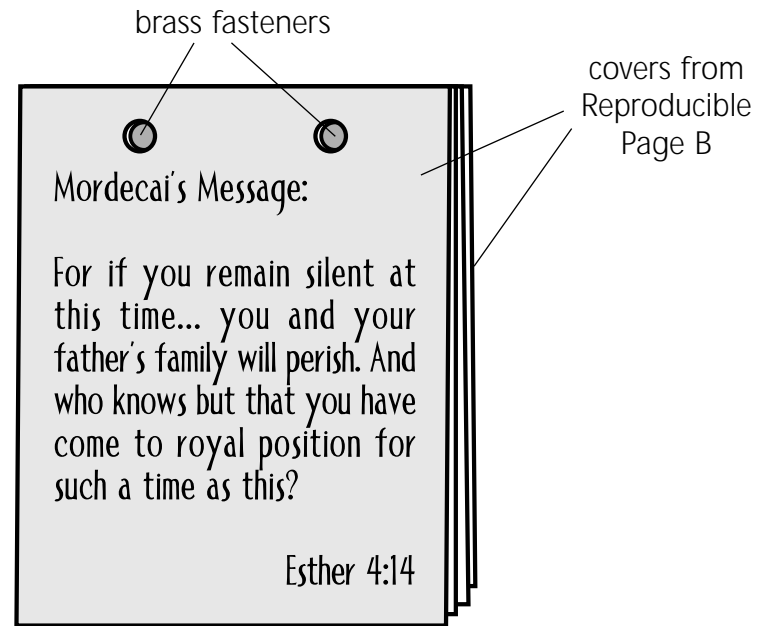 brass fasteners
covers from
Reproducible
Page B
Mordecai's Message:
For if you remain silent at
this time... you and your
father's family will perish. And
who knows but that you have
come to royal position for
such a time as this?
Esther 4:14